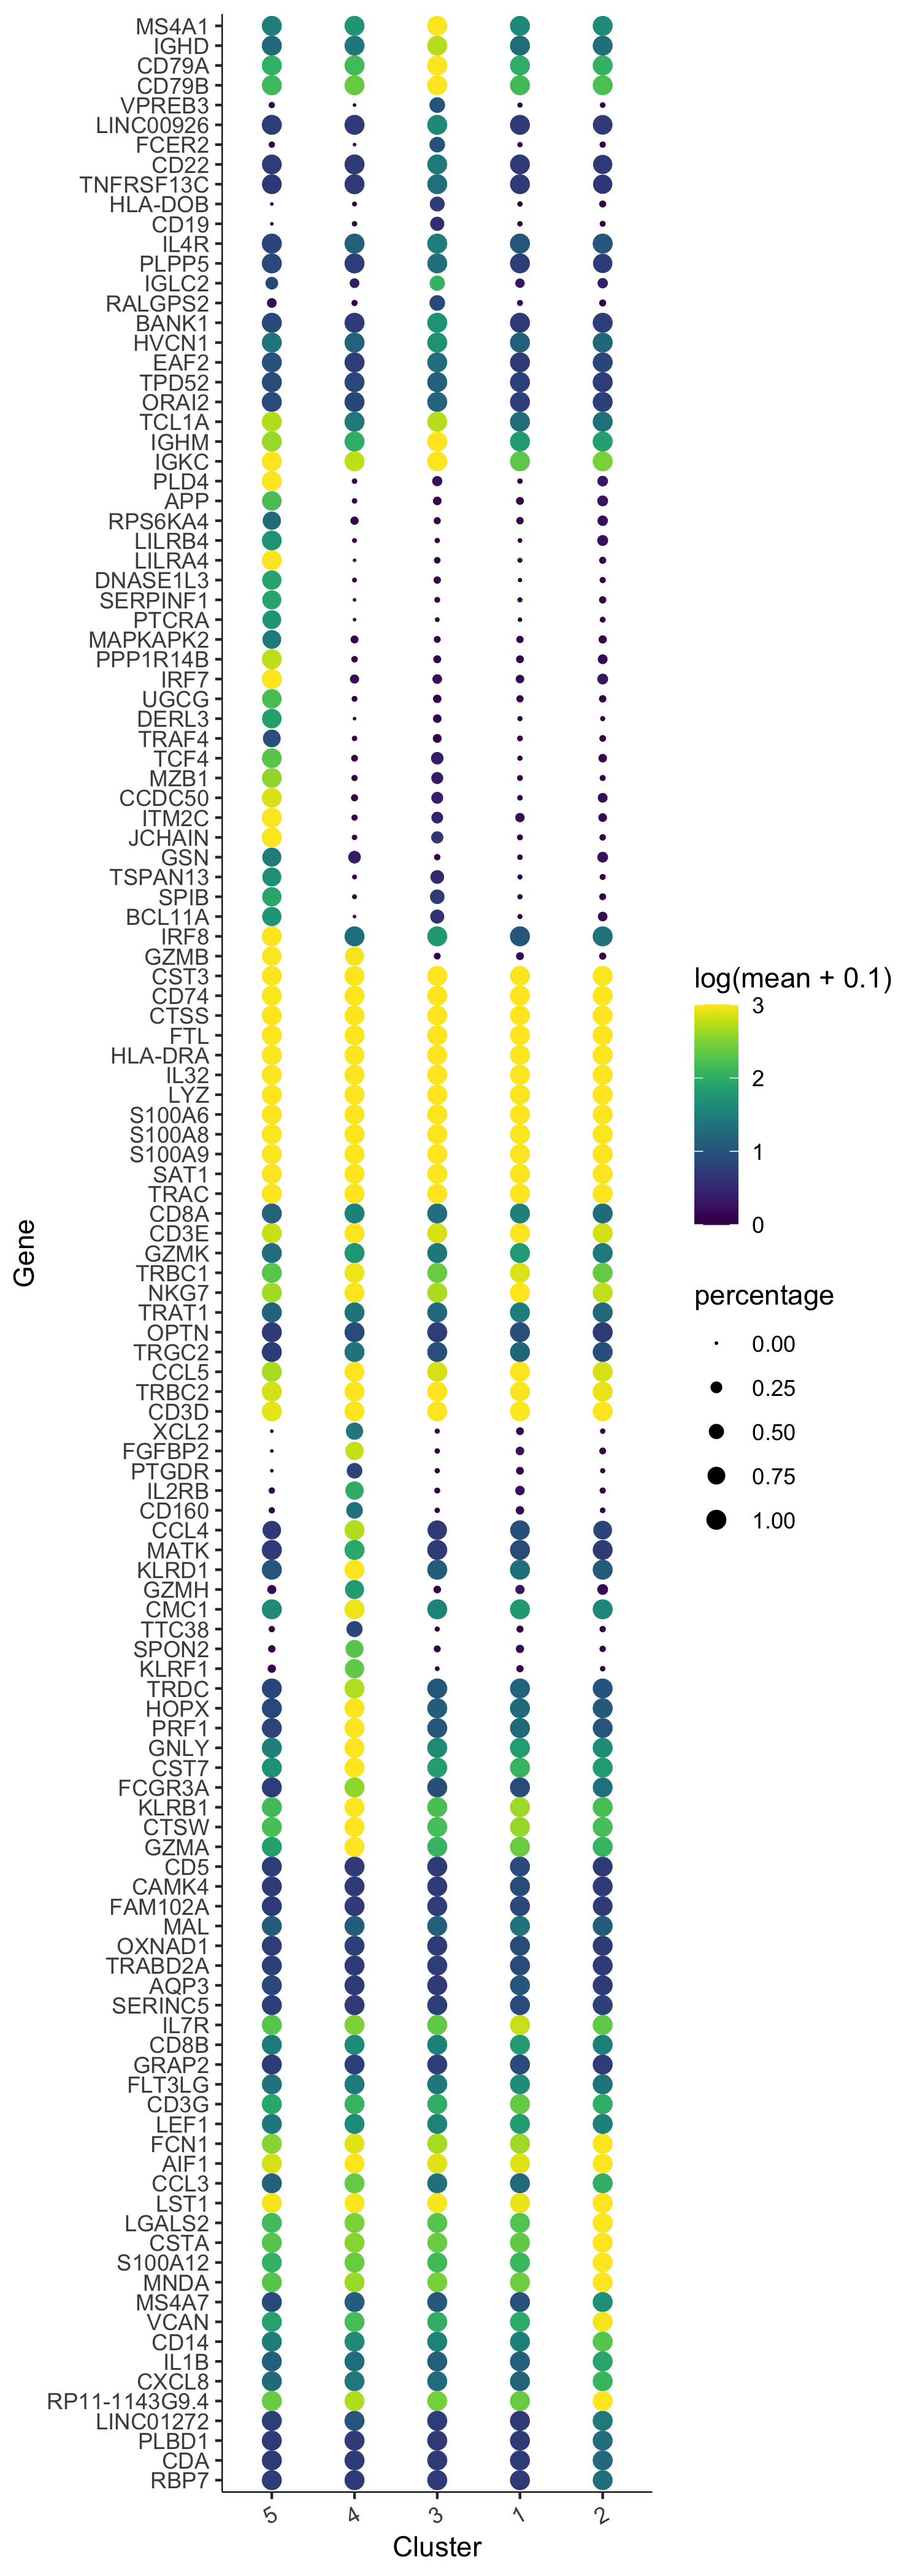 MS4A1
IGHD
CD79A
CD79B
VPREB3
LINC00926
FCER2
CD22
TNFRSF13C
HLA-DOB
CD19
IL4R
PLPP5
IGLC2
RALGPS2
BANK1
HVCN1
EAF2
TPD52
ORAI2
TCL1A
IGHM
IGKC
PLD4
APP
RPS6KA4
LILRB4
LILRA4
DNASE1L3
SERPINF1
PTCRA
MAPKAPK2
PPP1R14B
IRF7
UGCG
DERL3
TRAF4
TCF4
MZB1
CCDC50
ITM2C
JCHAIN
GSN
TSPAN13
SPIB
BCL11A
IRF8
GZMB
CST3
CD74
CTSS
FTL
HLA-DRA
IL32
LYZ
S100A6
S100A8
S100A9
SAT1
TRAC
CD8A
CD3E
GZMK
TRBC1
NKG7
TRAT1
OPTN
TRGC2
CCL5
TRBC2
CD3D
XCL2
FGFBP2
PTGDR
IL2RB
CD160
CCL4
MATK
KLRD1
GZMH
CMC1
TTC38
SPON2
KLRF1
TRDC
HOPX
PRF1
GNLY
CST7
FCGR3A
KLRB1
CTSW
GZMA
CD5
CAMK4
FAM102A
MAL
OXNAD1
TRABD2A
AQP3
SERINC5
IL7R
CD8B
GRAP2
FLT3LG
CD3G
LEF1
FCN1
AIF1
CCL3
LST1
LGALS2
CSTA
S100A12
MNDA
MS4A7
VCAN
CD14
IL1B
CXCL8
RP11-1143G9.4
LINC01272
PLBD1
CDA
RBP7
Gene
5 4 3 1 2
Cluster
log(mean + 0.1)
3
2
1
0
percentage
0.00
0.25
0.50
0.75
1.00